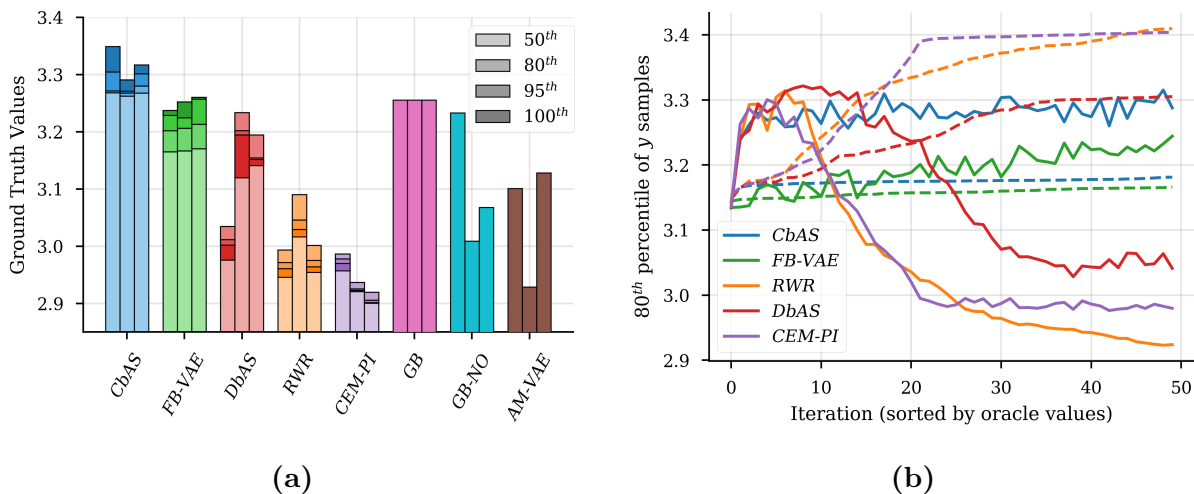 3.4
3.3
3.2
3.1
3.0
2.9
Ground Truth Values
50th
80th
95th
100th
CbAS
FB-VAE
DbAS
RWR
CEM-PI
GB
GB-NO
AM-VAE
(a)
3.4
3.3
3.2
3.1
3.0
2.9
80th percentile of y samples
CbAS
FB-VAE
RWR
DbAS
CEM-PI
0 10 20 30 40 50
Iteration (sorted by oracle values)
(b)